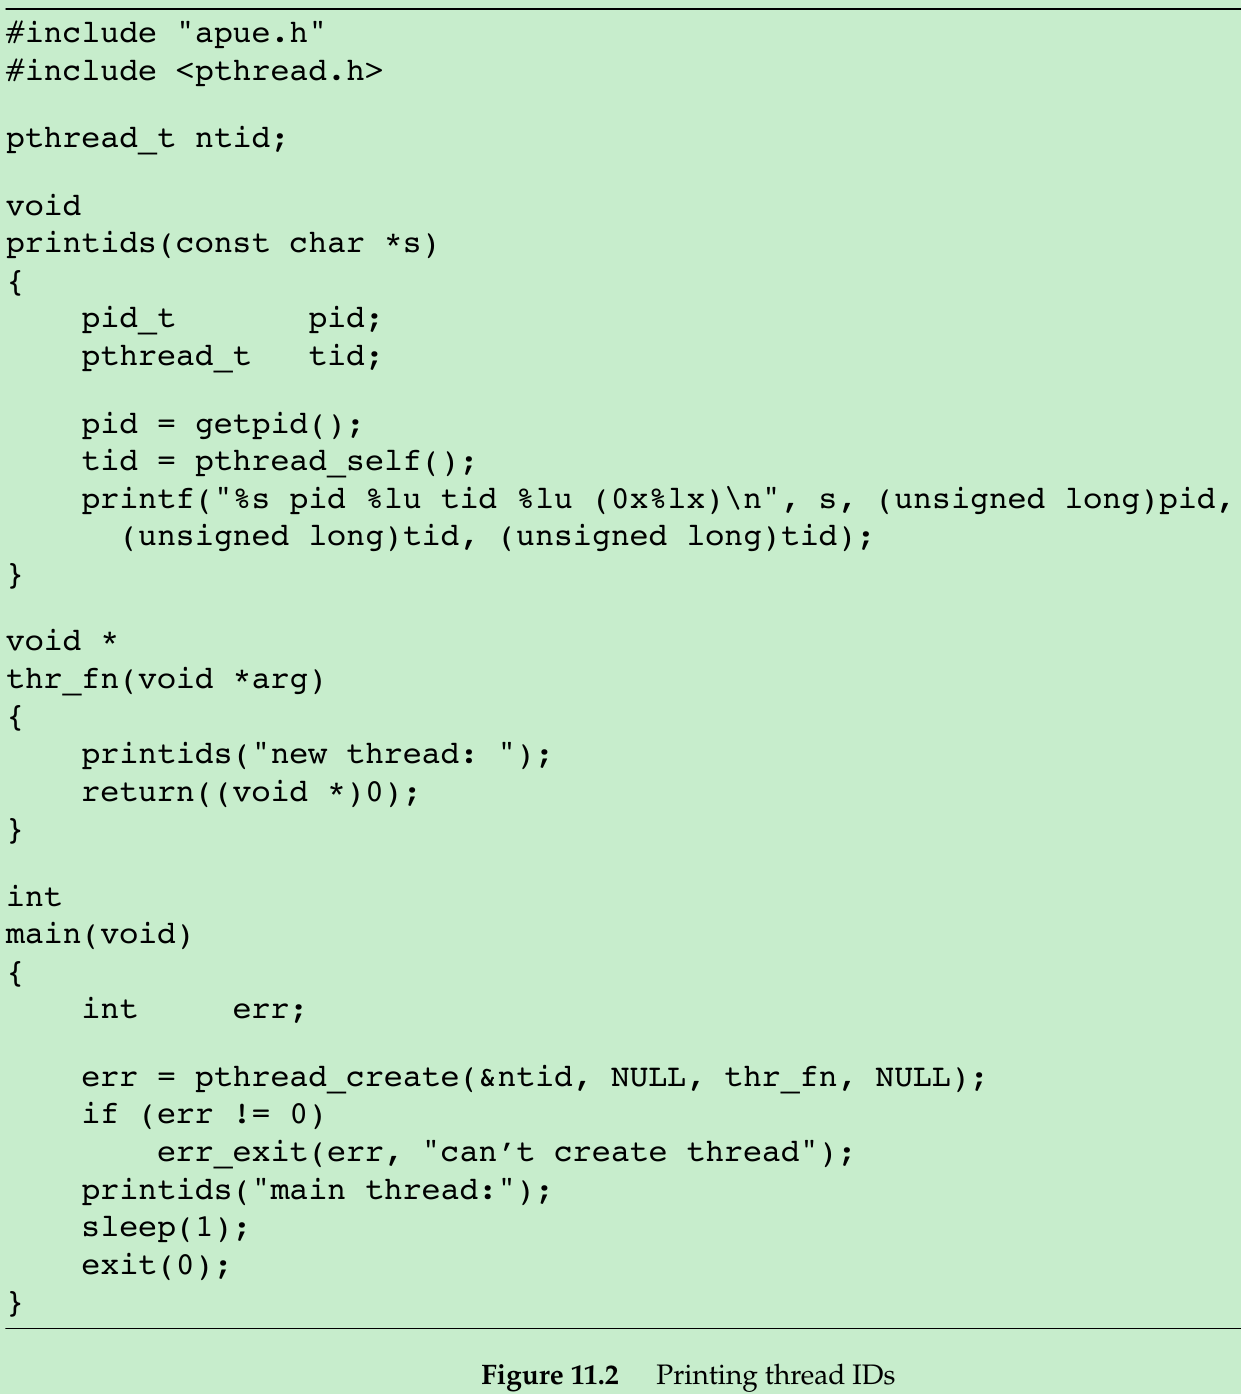 #include "apue.h"
#include <pthread.h>
pthread_t ntid;
void
printids(const char *s)
{
    pid_t       pid;
    pthread_t   tid;
    pid = getpid();
    tid = pthread_self();
    printf("%s pid %lu tid %lu (0x%lx)\n", s, (unsigned long)pid,
      (unsigned long)tid, (unsigned long)tid);
}
void *
thr_fn(void *arg)
{
    printids("new thread: ");
    return((void *)0);
}
int
main(void)
{
    int     err;
    err = pthread_create(&ntid, NULL, thr_fn, NULL);
    if (err != 0)
        err_exit(err, "can’t create thread");
    printids("main thread:");
    sleep(1);
    exit(0);
}
Figure 11.2 Printing thread IDs